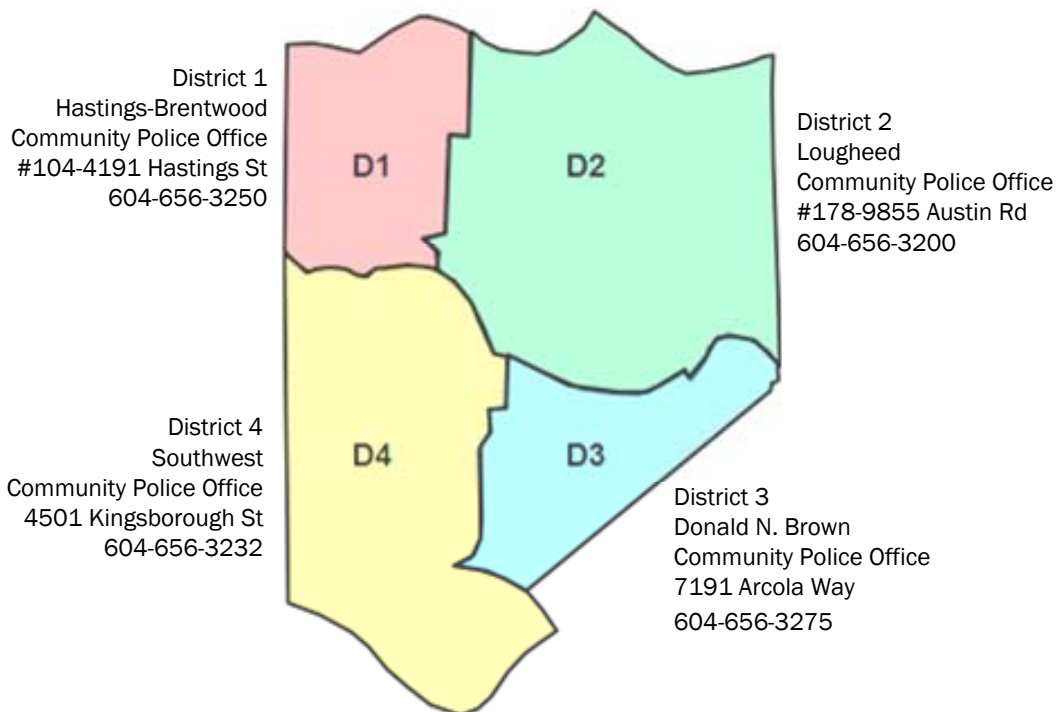 District 1
Hastings-Brentwood
Community Police Office
#104-4191 Hastings St
604-656-3250
D1
D2
District 2
Lougheed
Community Police Office
#178-9855 Austin Rd
604-656-3200
District 4
Southwest
Community Police Office
4501 Kingsborough St
604-656-3232
D4
D3
District 3
Donald N. Brown
Community Police Office
7191 Arcola Way
604-656-3275